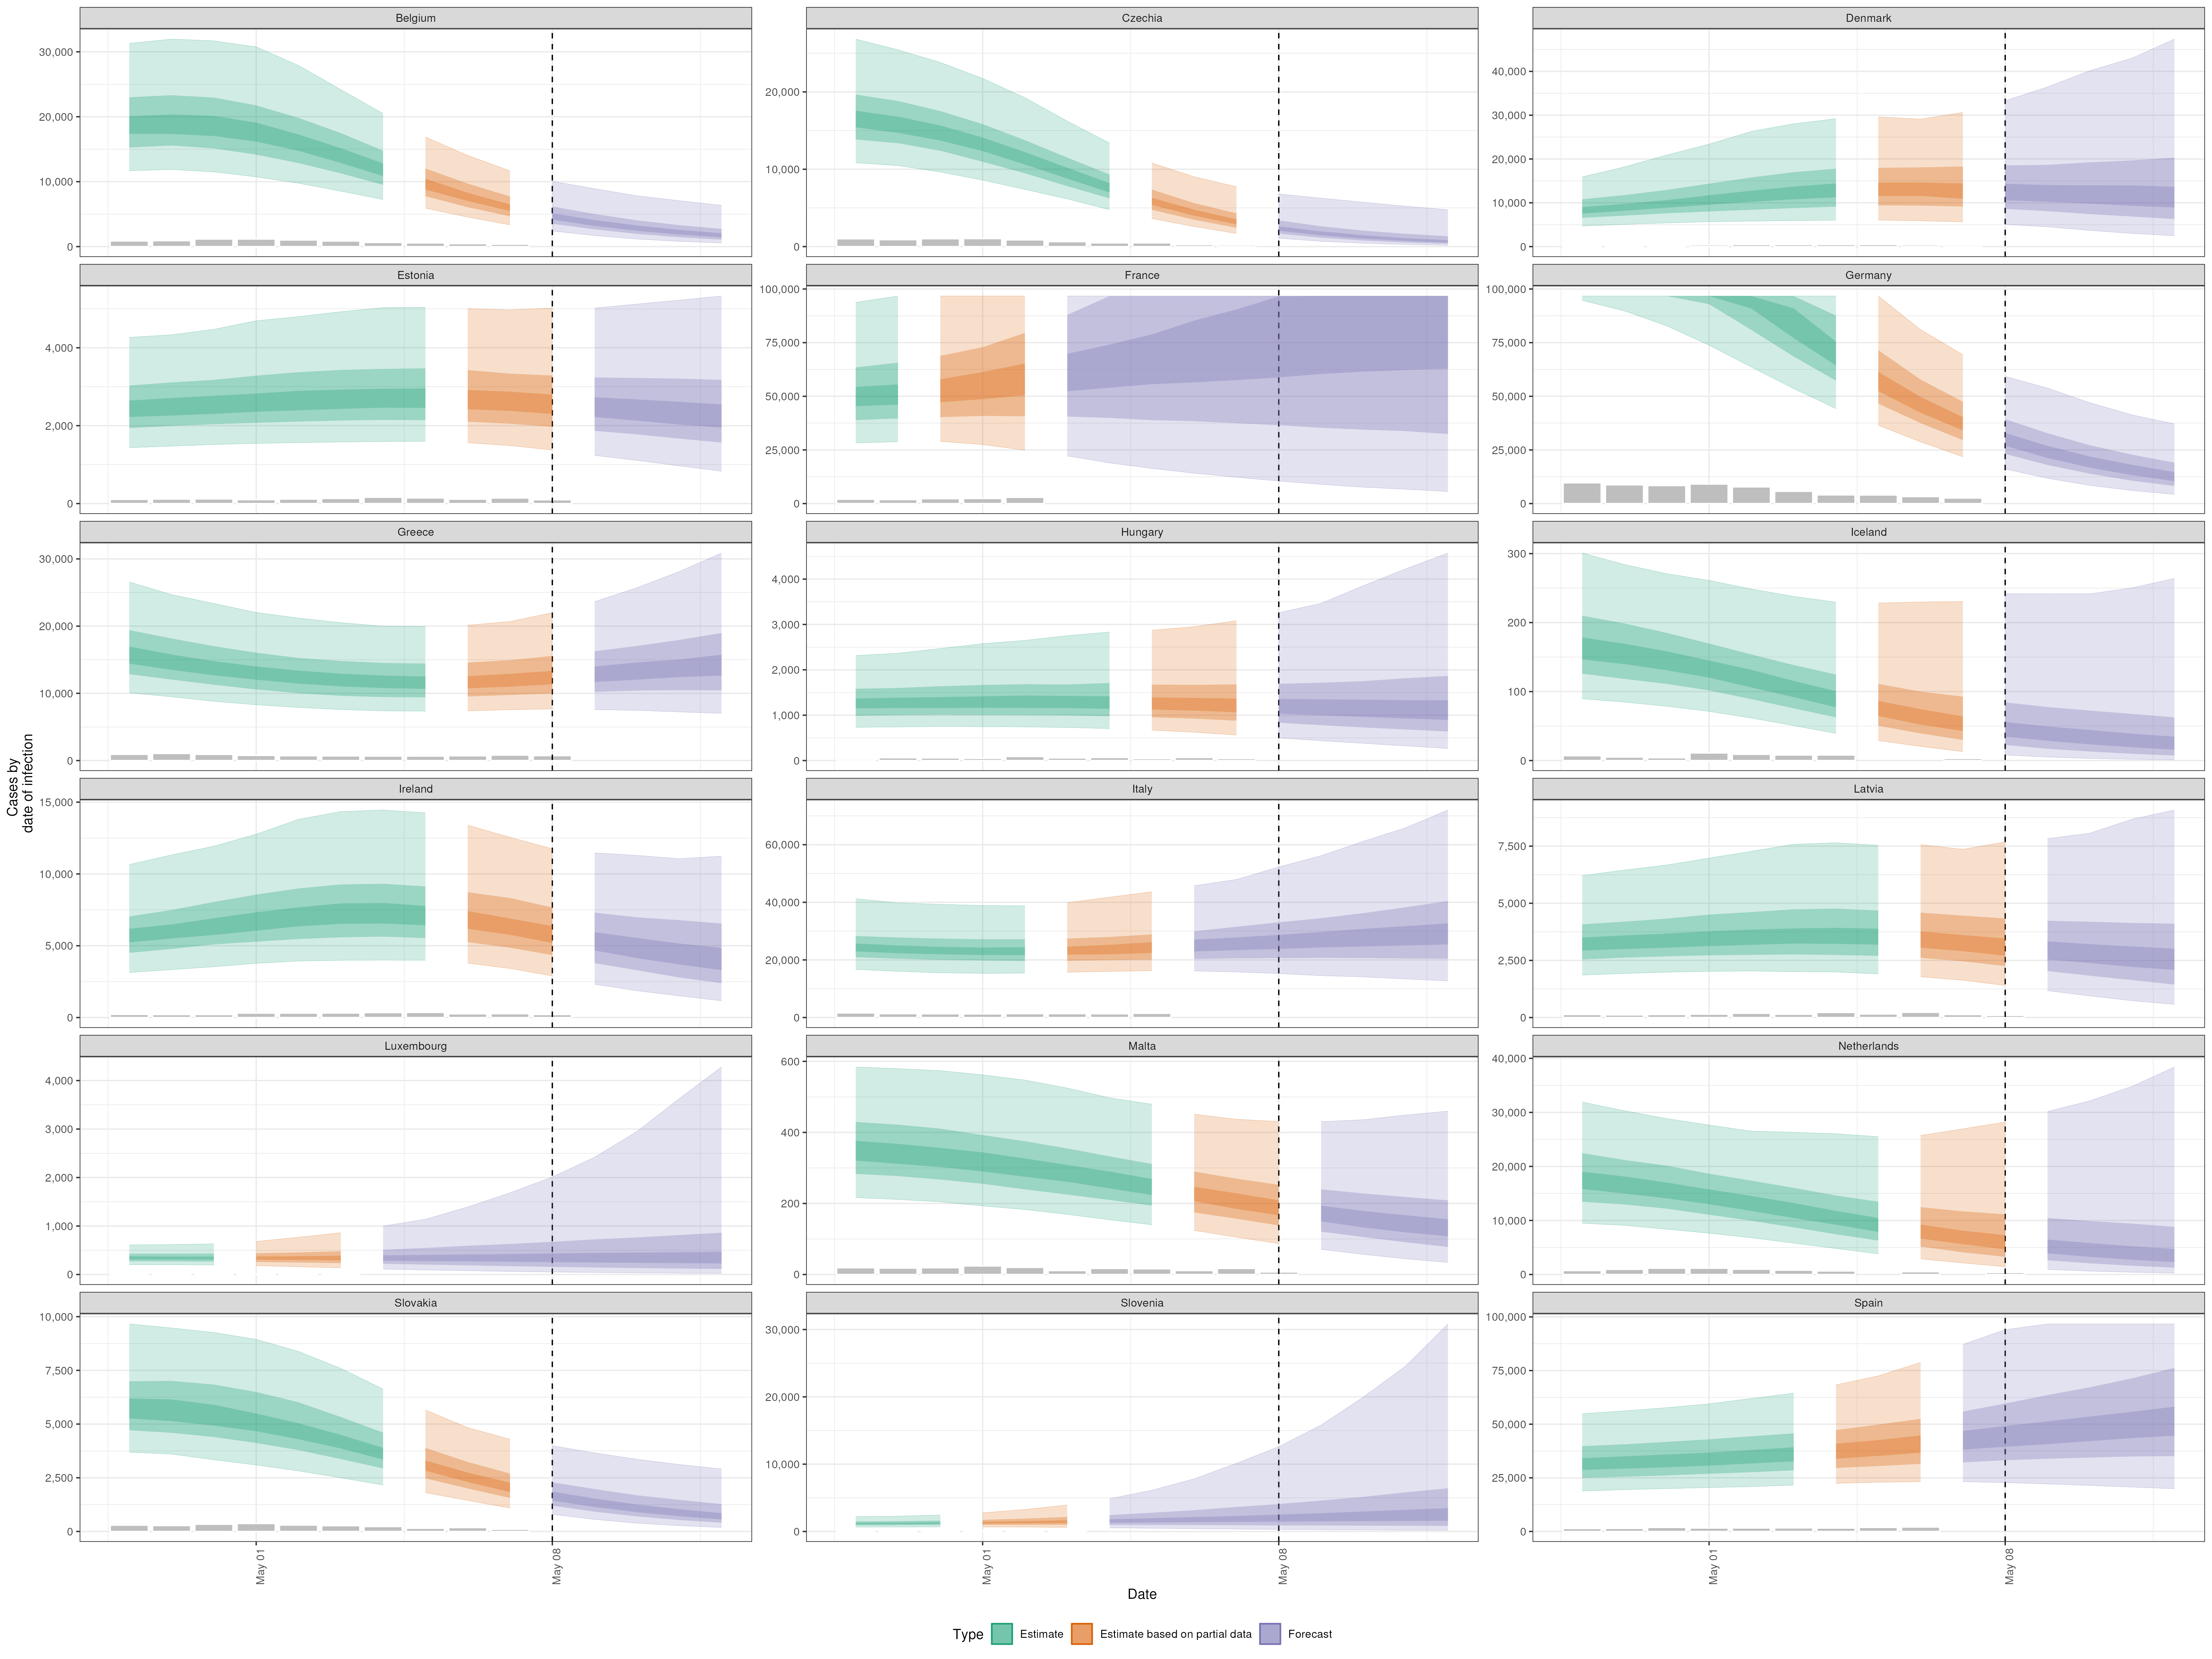 Belgium
Czechia
Denmark
30,000
20,000
10,000
0
20,000
10,000
0
40,000
30,000
20,000
10,000
0
Estonia
France
Germany
4,000
2,000
0
100,000
75,000
50,000
25,000
0
100,000
75,000
50,000
25,000
0
Greece
Hungary
Iceland
30,000
20,000
10,000
0
4,000
3,000
2,000
1,000
0
300
200
100
0
Cases by
date of infection
Ireland
Italy
Latvia
15,000
10,000
5,000
0
60,000
40,000
20,000
0
7,500
5,000
2,500
0
Luxembourg
Malta
Netherlands
4,000
3,000
2,000
1,000
0
600
400
200
0
40,000
30,000
20,000
10,000
0
Slovakia
Slovenia
Spain
10,000
7,500
5,000
2,500
0
30,000
20,000
10,000
0
100,000
75,000
50,000
25,000
0
May 01
May 08
May 01
May 08
May 01
May 08
Date
Type Estimate Estimate based on partial data Forecast